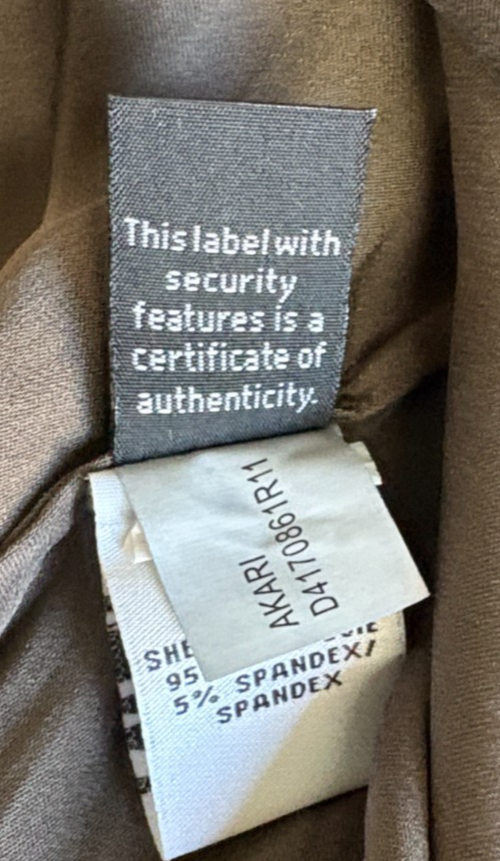 This label with
security
features is a
certificate of
authenticity.
AKARI
D4170861R11
95
5% SPANDEX/
SPANDEX